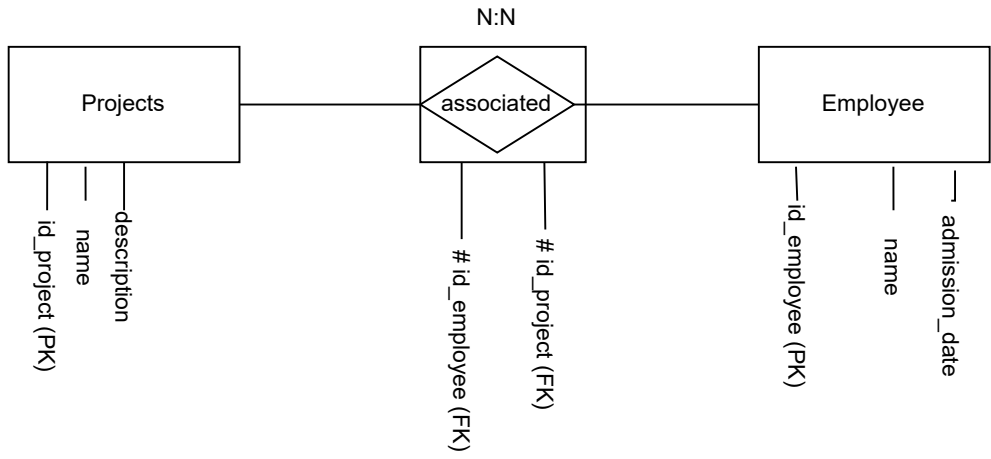 N:N
Projects
associated
Employee
id_project (PK)
name
description
# id_employee (FK)
# id_project (FK)
id_employee (PK)
name
admission_date